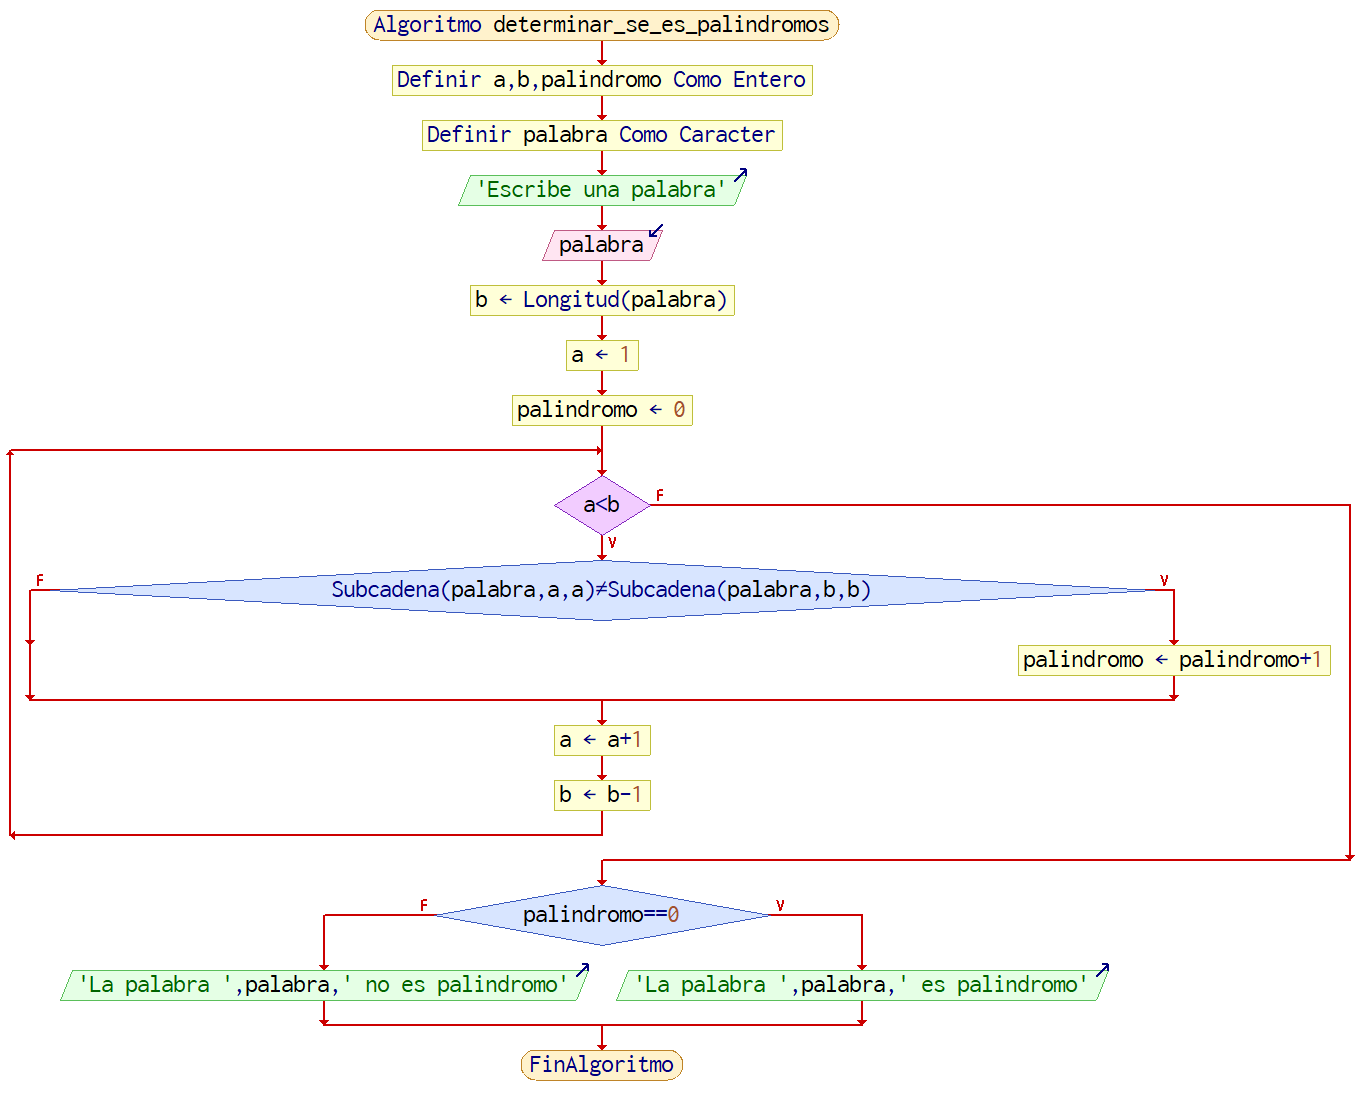 Algoritmo determinar_se_es_palindromos
Definir a,b,palindromo Como Entero
Definir palabra Como Caracter
'Escribe una palabra'
palabra
b ← Longitud(palabra)
a ← 1
palindromo ← 0
a<b
F
V
Subcadena(palabra,a,a)≠Subcadena(palabra,b,b)
F
V
palindromo ← palindromo+1
a ← a+1
b ← b-1
palindromo==0
F
V
'La palabra ',palabra,' no es palindromo'
'La palabra ',palabra,' es palindromo'
FinAlgoritmo